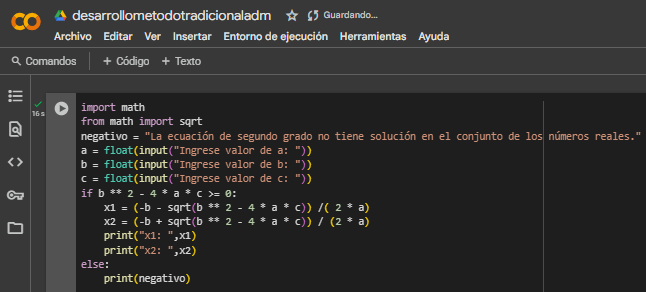 desarrollometodotradicionaladm Guardando...
Archivo Editar Ver Insertar Entorno de ejecución Herramientas Ayuda
Comandos + Código + Texto
16 s
import math
from math import sqrt
negativo = "La ecuación de segundo grado no tiene solución en el conjunto de los números reales."
a = float(input("Ingrese valor de a: "))
b = float(input("Ingrese valor de b: "))
c = float(input("Ingrese valor de c: "))
if b ** 2 - 4 * a * c >= 0:
    x1 = (-b - sqrt(b ** 2 - 4 * a * c)) /( 2 * a)
    x2 = (-b + sqrt(b ** 2 - 4 * a * c)) / (2 * a)
    print("x1: ",x1)
    print("x2: ",x2)
else:
    print(negativo)